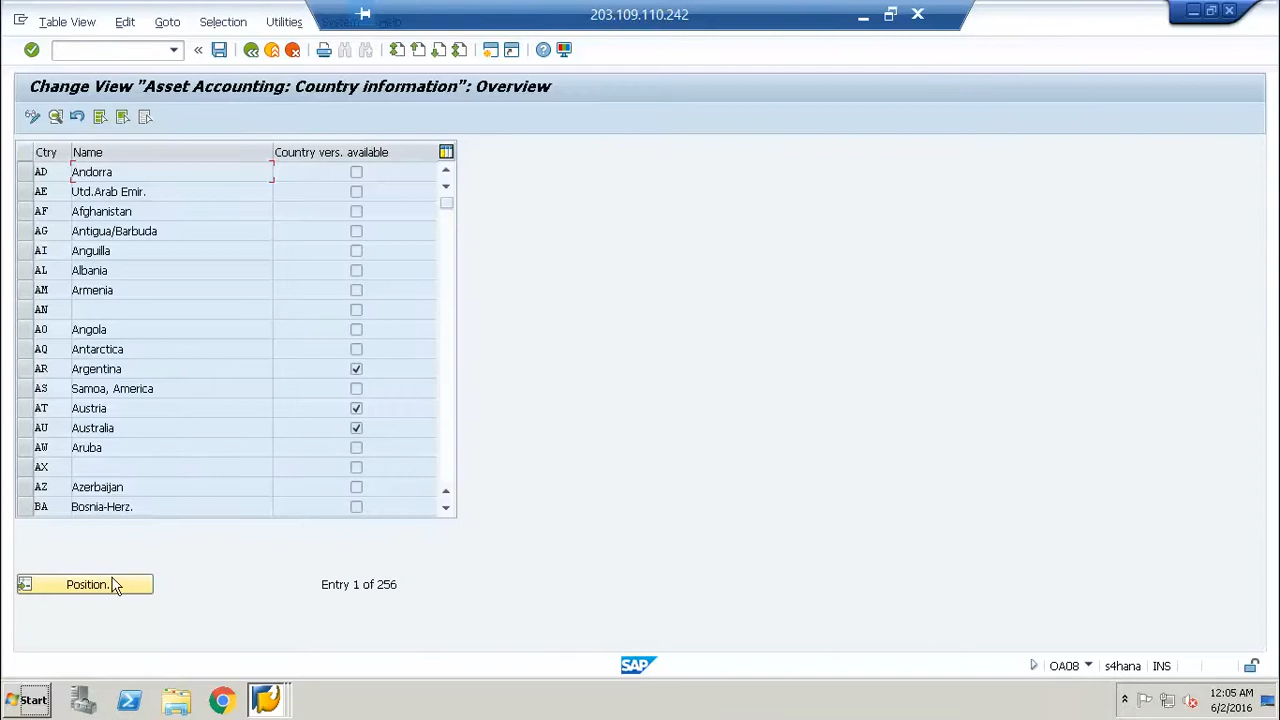 203.109.110.242
Table View Edit Goto Selection Utilities System Help
Change View "Asset Accounting: Country information": Overview
Ctry Name Country vers. available
AD Andorra
AE Utd.Arab Emir.
AF Afghanistan
AG Antigua/Barbuda
AI Anguilla
AL Albania
AM Armenia
AN
AO Angola
AQ Antarctica
AR Argentina
AS Samoa, America
AT Austria
AU Australia
AW Aruba
AX
AZ Azerbaijan
BA Bosnia-Herz.
Position. Entry 1 of 256
SAP OA08 s4hana INS
Start 12:05 AM
6/2/2016